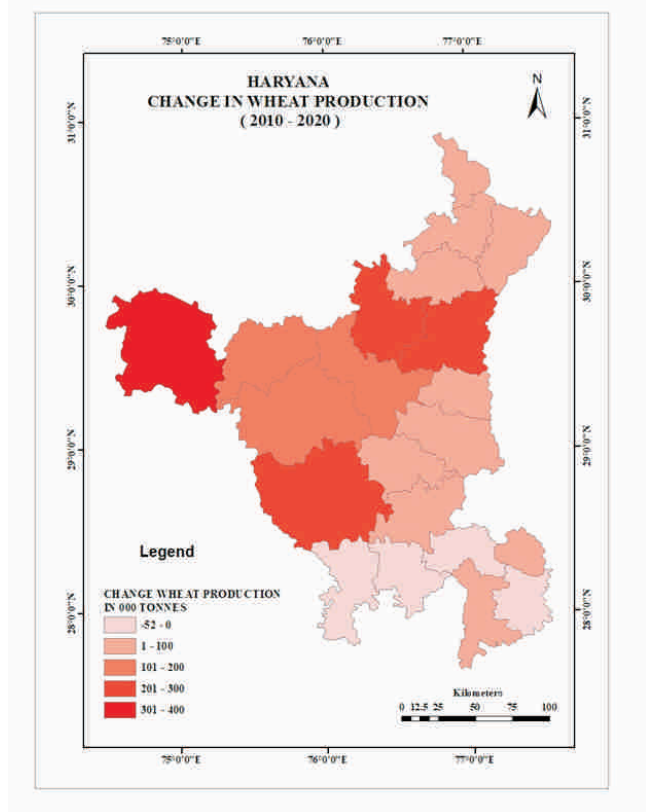 75°0'0"E 76°0'0"E 77°0'0"E
HARYANA
CHANGE IN WHEAT PRODUCTION
( 2010 - 2020 )
N
31°0'0"N 31°0'0"N
30°0'0"N 30°0'0"N
29°0'0"N 29°0'0"N
28°0'0"N 28°0'0"N
Legend
CHANGE WHEAT PRODUCTION
IN 000 TONNES
-52 - 0
1 - 100
101 - 200
201 - 300
301 - 400
Kilometers
0 12.5 25 50 75 100
75°0'0"E 76°0'0"E 77°0'0"E